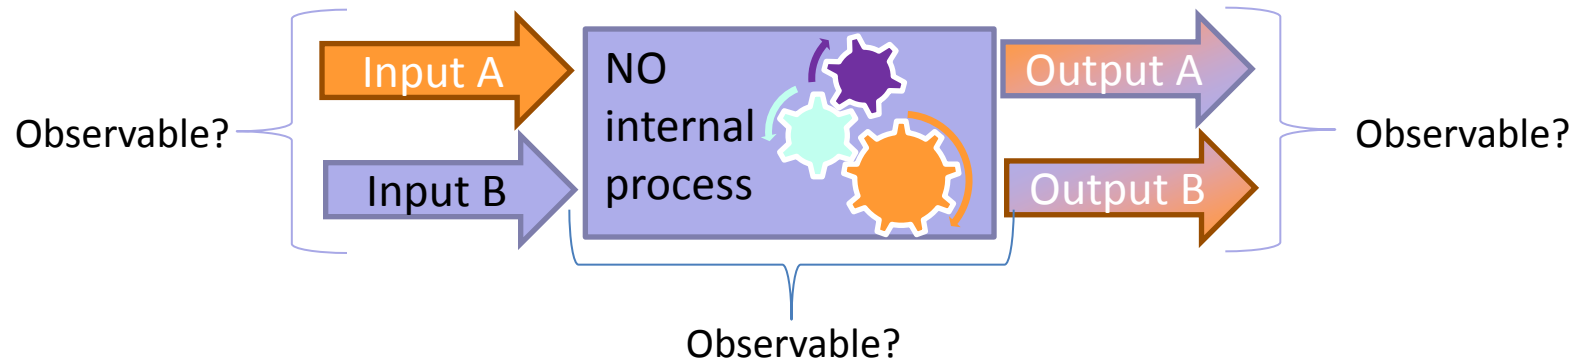 Observable?
Input A
Input B
NO
internal
process
Output A
Output B
Observable?
Observable?